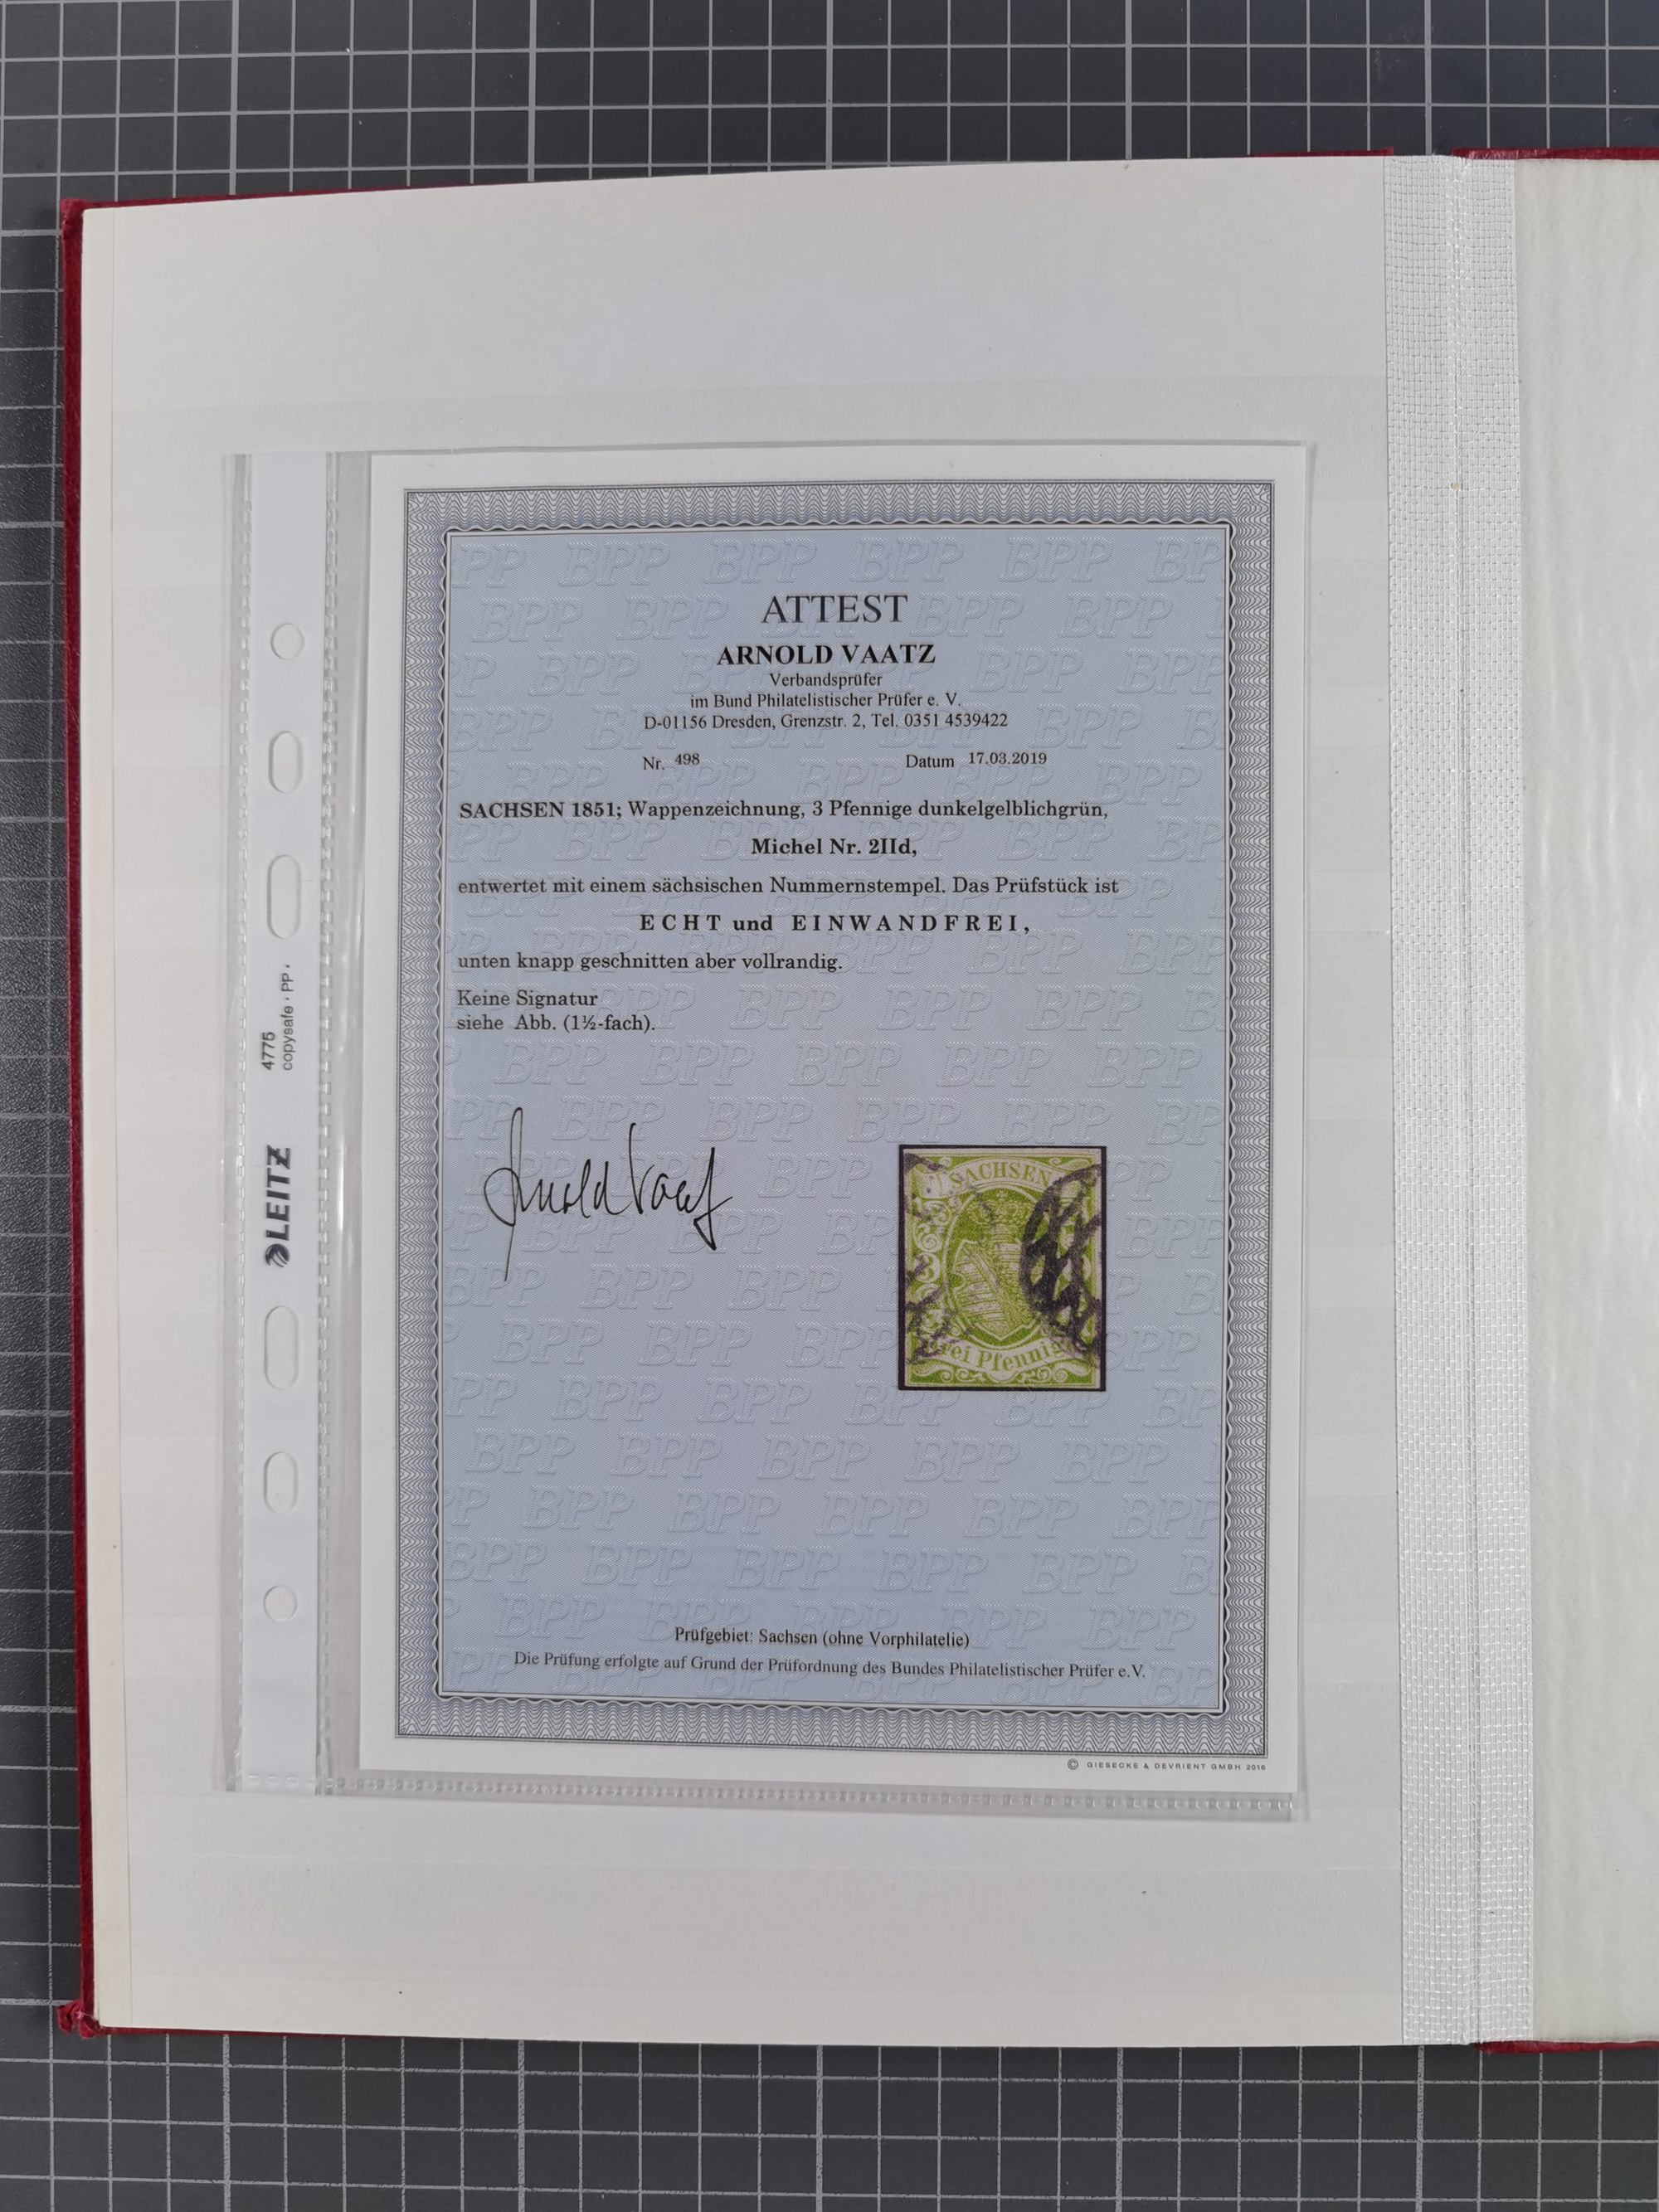 ATTEST
ARNOLD VAATZ
Verbandsprüfer
im Bund Philatelistischer Prüfer e. V.
D-01156 Dresden, Grenzstr. 2, Tel. 0351 4539422
Nr. 498 Datum 17.03.2019
SACHSEN 1851; Wappenzeichnung, 3 Pfennige dunkelgelblichgrün,
Michel Nr. 2IId,
entwertet mit einem sächsischen Nummernstempel. Das Prüfstück ist
ECHT und EINWANDFREI,
unten knapp geschnitten aber vollrandig.
Keine Signatur
siehe Abb. (1½-fach).
Arnold Vaatz
SACHSEN
Pfennig
Prüfgebiet: Sachsen (ohne Vorphilatelie)
Die Prüfung erfolgte auf Grund der Prüfordnung des Bundes Philatelistischer Prüfer e.V.
© GIESECKE & DEVRIENT GMBH 2016
LEITZ
4775
copysafe · PP ·
BPP